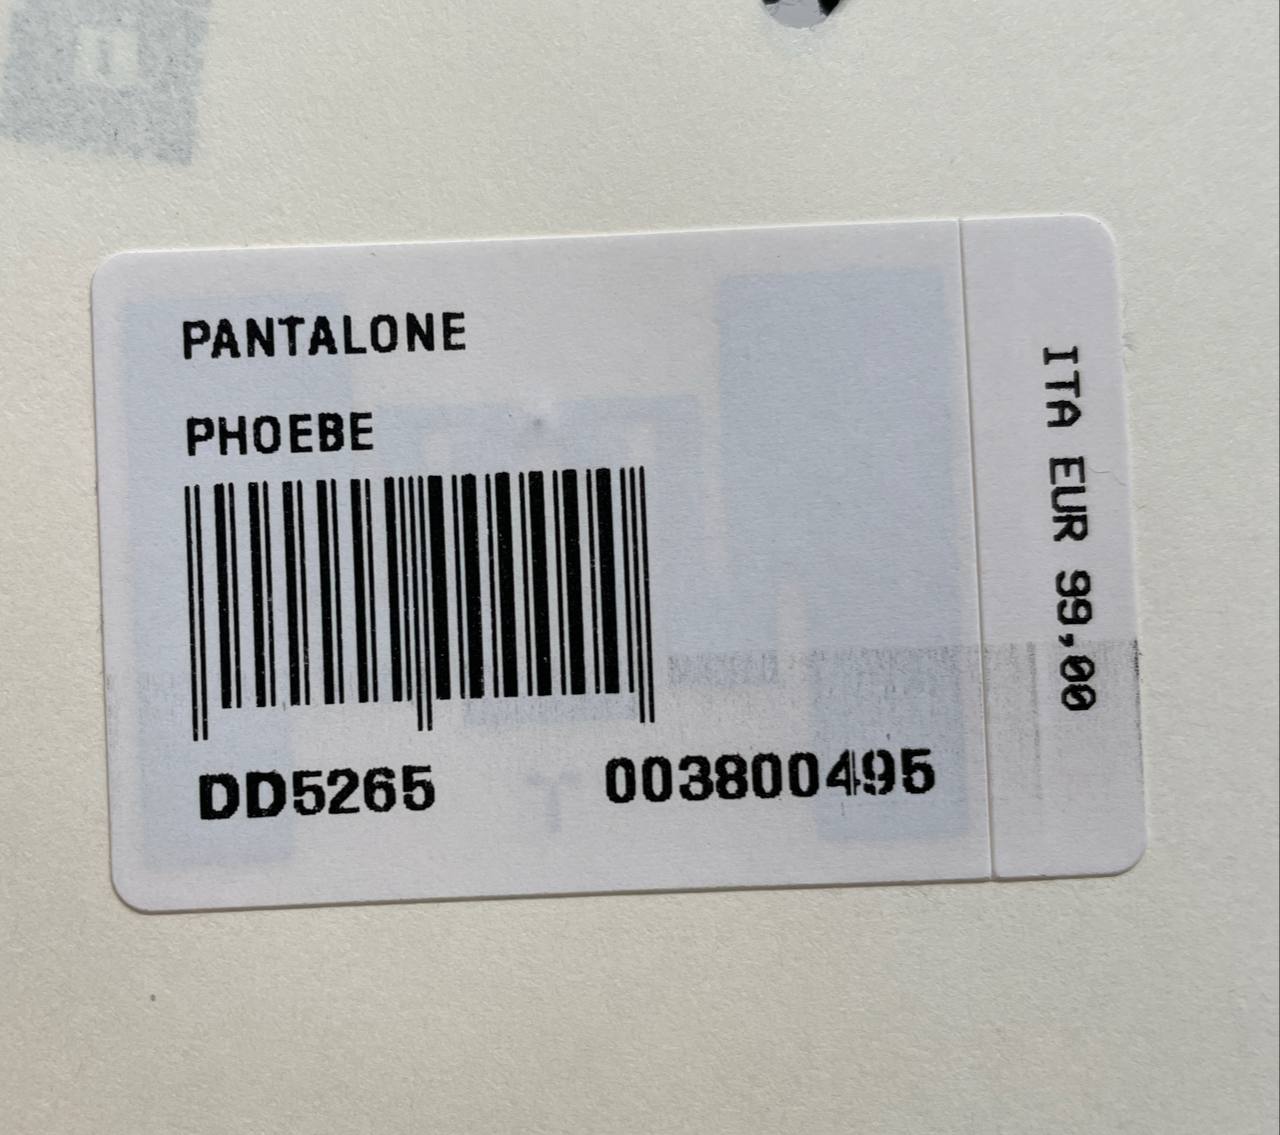 PANTALONE
PHOEBE
DD5265 003800495
ITA EUR 99,00